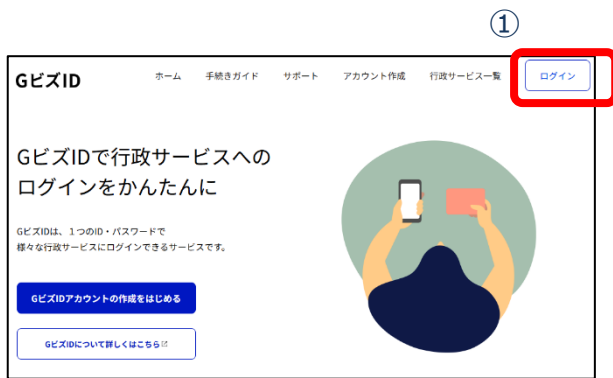 ①
GビズID
ホーム 手続きガイド サポート アカウント作成 行政サービス一覧 ログイン
GビズIDで行政サービスへの
ログインをかんたんに
GビズIDは、1つのID・パスワードで
様々な行政サービスにログインできるサービスです。
GビズIDアカウントの作成をはじめる
GビズIDについて詳しくはこちら